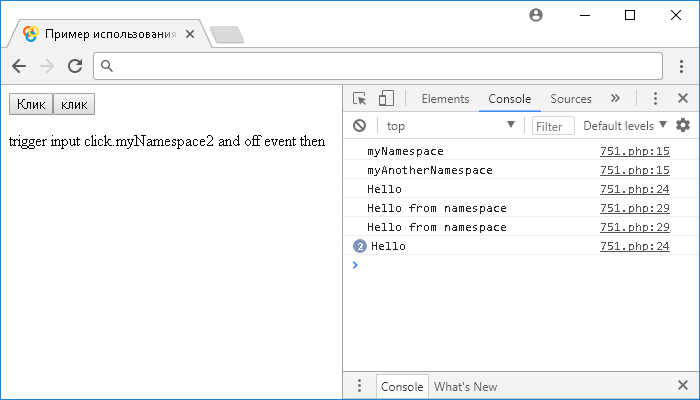 Пример использования
Elements Console Sources »
top Filter Default levels
Клик клик
trigger input click.myNamespace2 and off event then
myNamespace 751.php:15
myAnotherNamespace 751.php:15
Hello 751.php:24
Hello from namespace 751.php:29
Hello from namespace 751.php:29
2 Hello 751.php:24
Console What's New